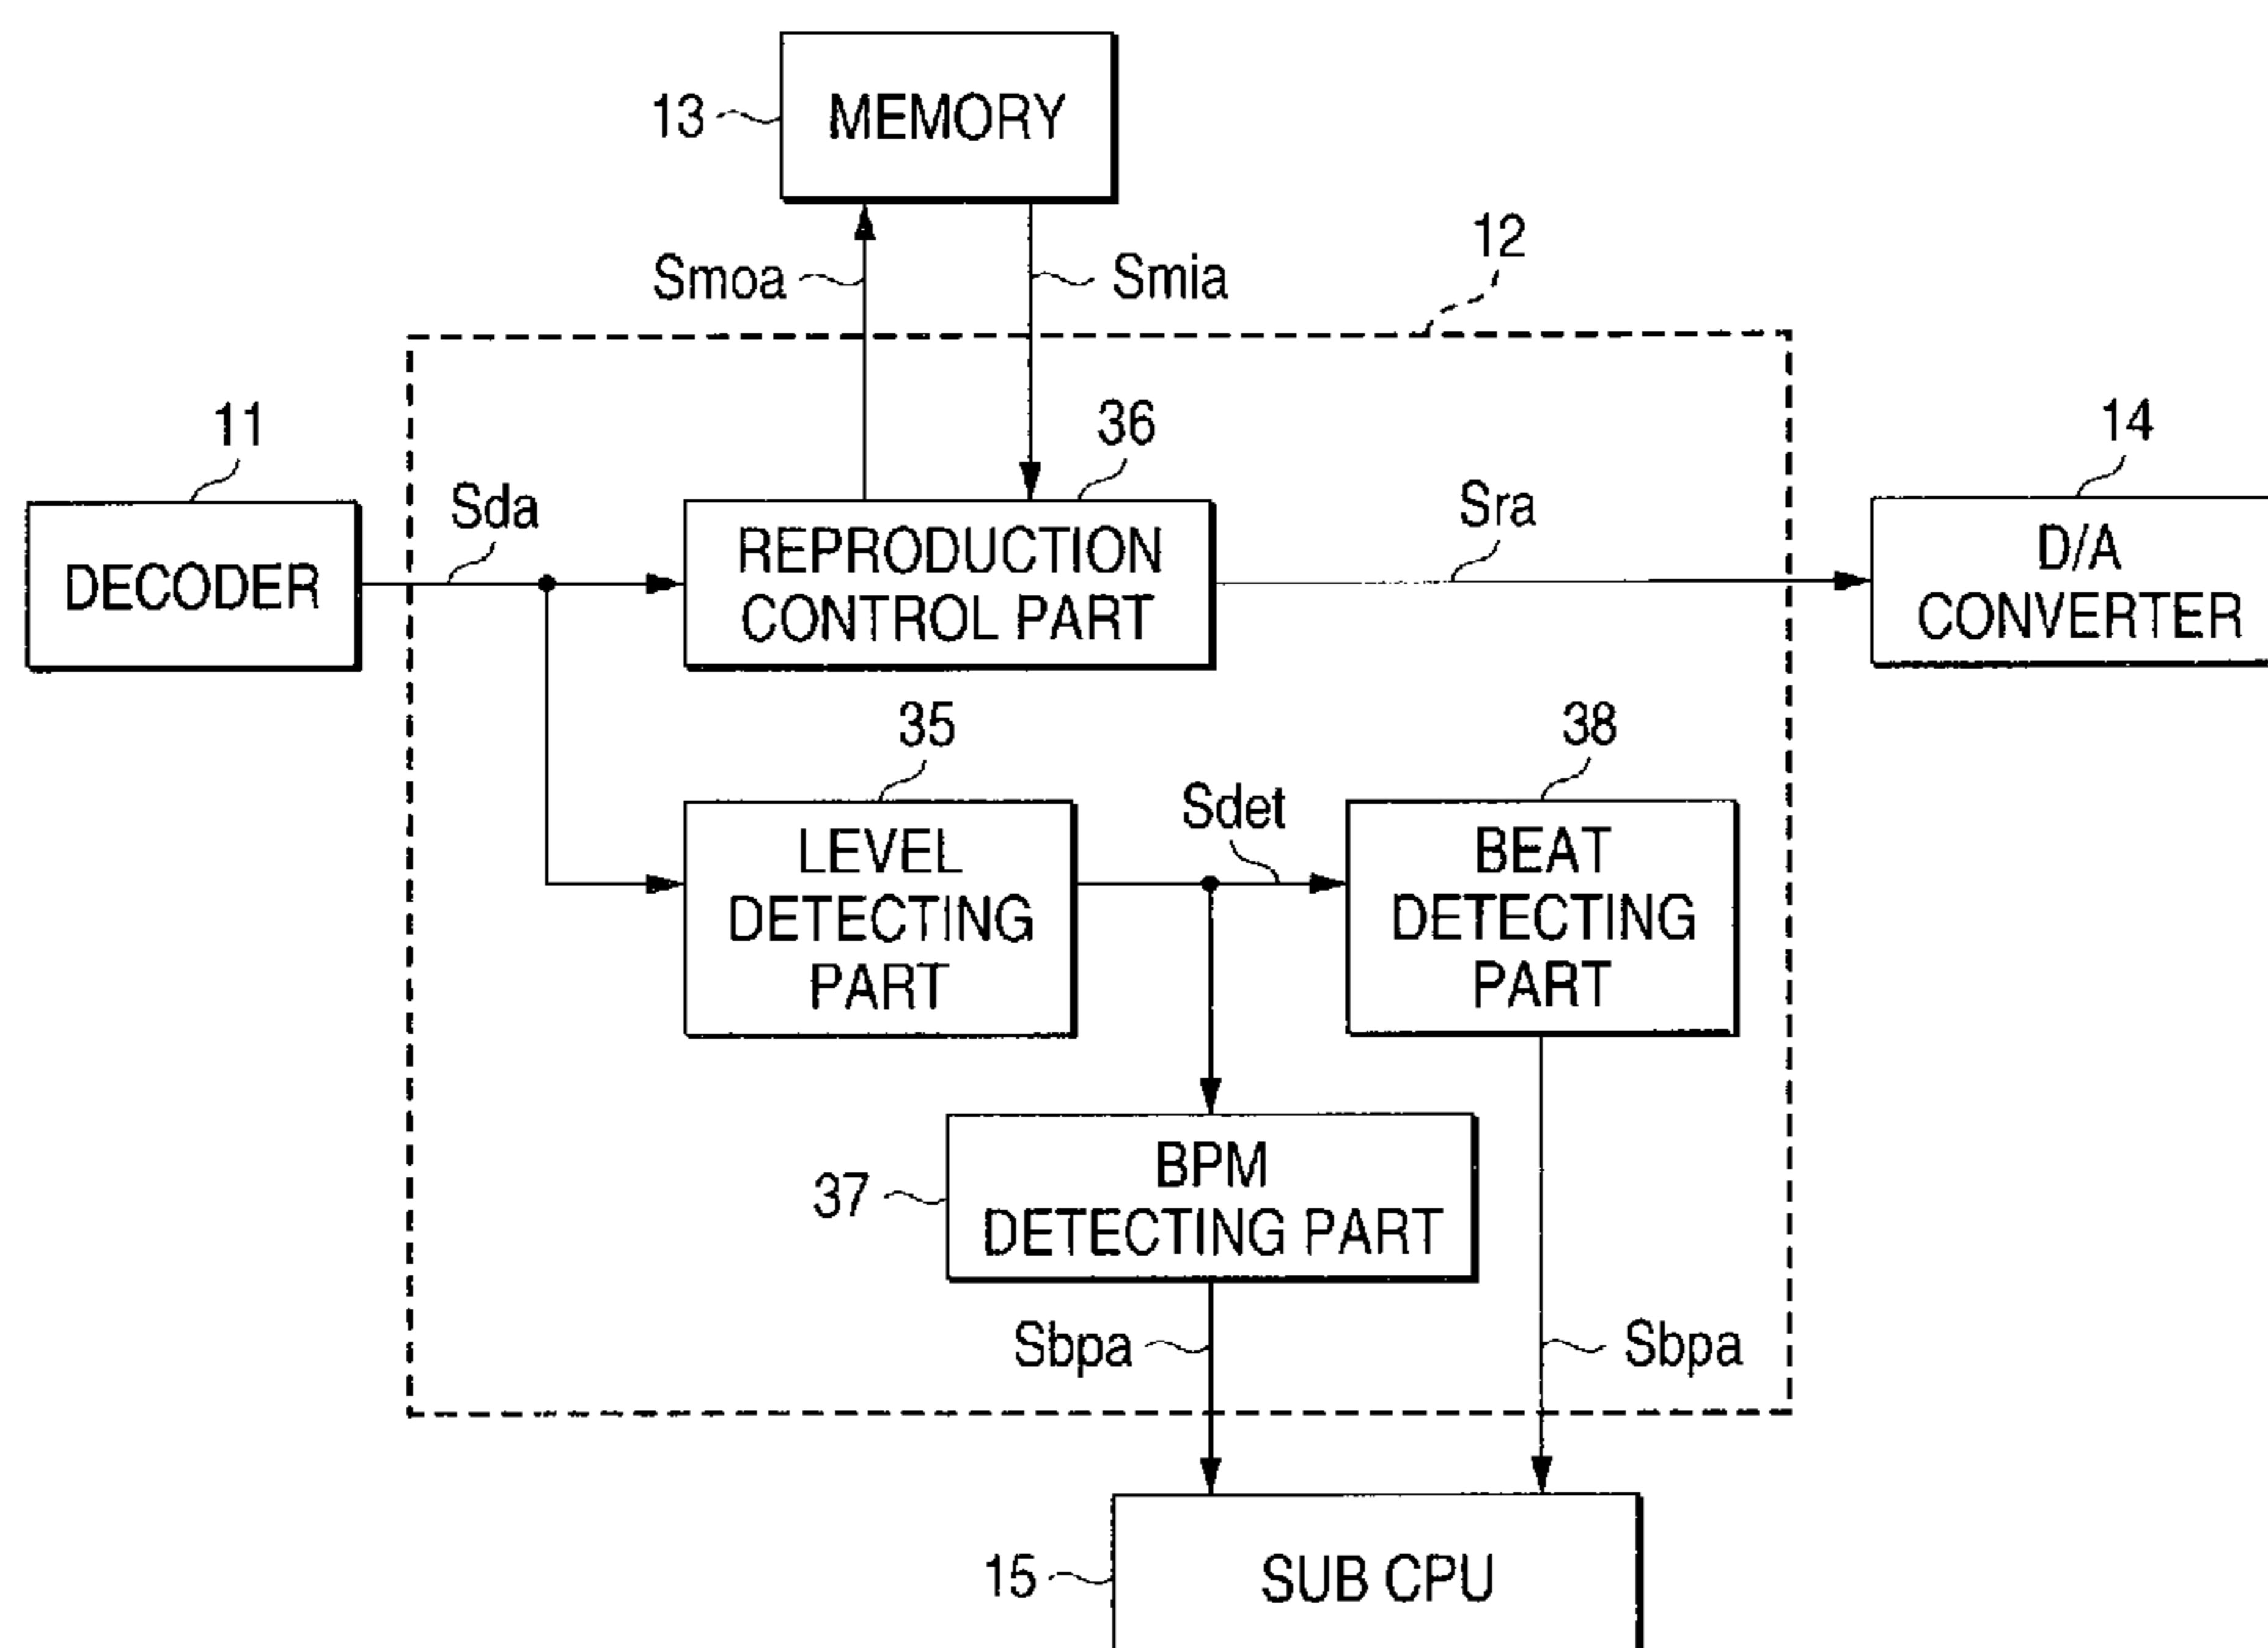 13
MEMORY
12
Smoa
Smia
11
36
14
Sda
Sra
DECODER
REPRODUCTION
CONTROL PART
D/A
CONVERTER
35
38
Sdet
LEVEL
DETECTING
PART
BEAT
DETECTING
PART
37
BPM
DETECTING PART
Sbpa
Sbpa
15
SUB CPU